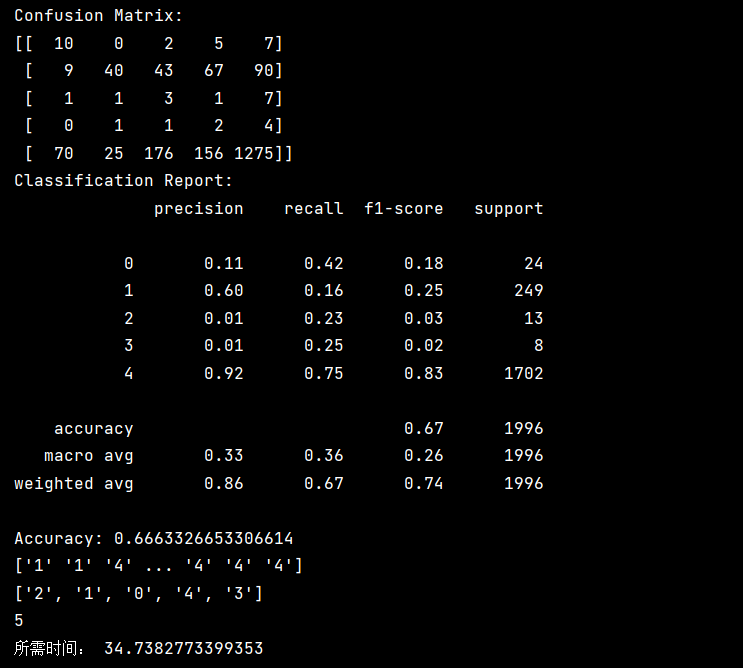 Confusion Matrix:
[[  10    0    2    5    7]
 [   9   40   43   67   90]
 [   1    1    3    1    7]
 [   0    1    1    2    4]
 [  70   25  176  156 1275]]
Classification Report:
              precision    recall  f1-score   support
           0       0.11      0.42      0.18        24
           1       0.60      0.16      0.25       249
           2       0.01      0.23      0.03        13
           3       0.01      0.25      0.02         8
           4       0.92      0.75      0.83      1702
    accuracy                           0.67      1996
   macro avg       0.33      0.36      0.26      1996
weighted avg       0.86      0.67      0.74      1996
Accuracy: 0.6663326653306614
['1' '1' '4' ... '4' '4' '4']
['2', '1', '0', '4', '3']
5
所需时间： 34.7382773399353